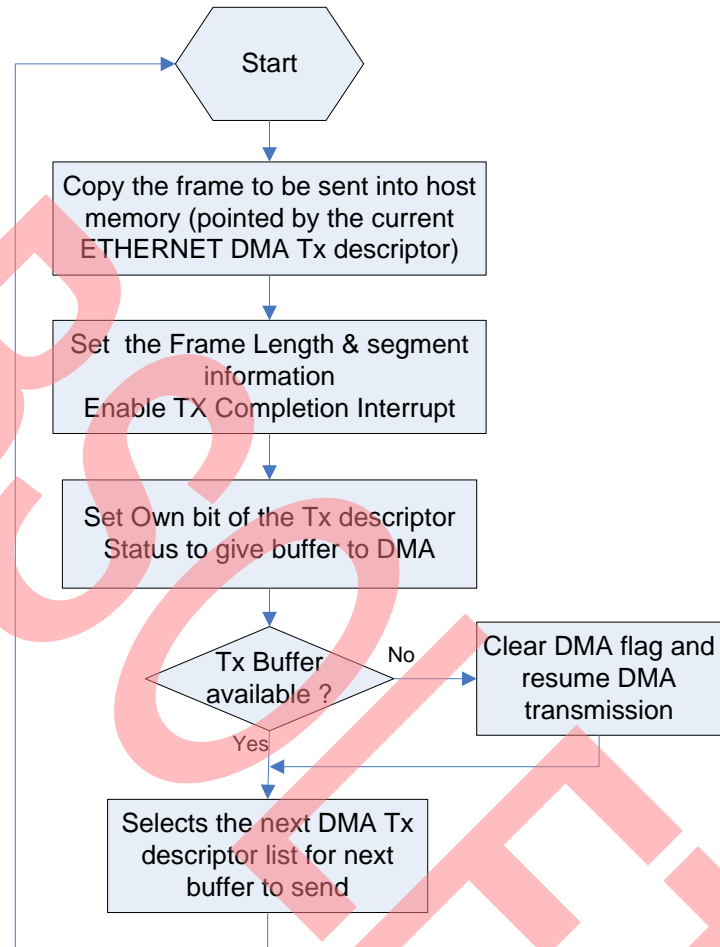 Start
Copy the frame to be sent into host
memory (pointed by the current
ETHERNET DMA Tx descriptor)
Set the Frame Length & segment
information
Enable TX Completion Interrupt
Set Own bit of the Tx descriptor
Status to give buffer to DMA
Tx Buffer
available ?
No
Clear DMA flag and
resume DMA
transmission
Yes
Selects the next DMA Tx
descriptor list for next
buffer to send